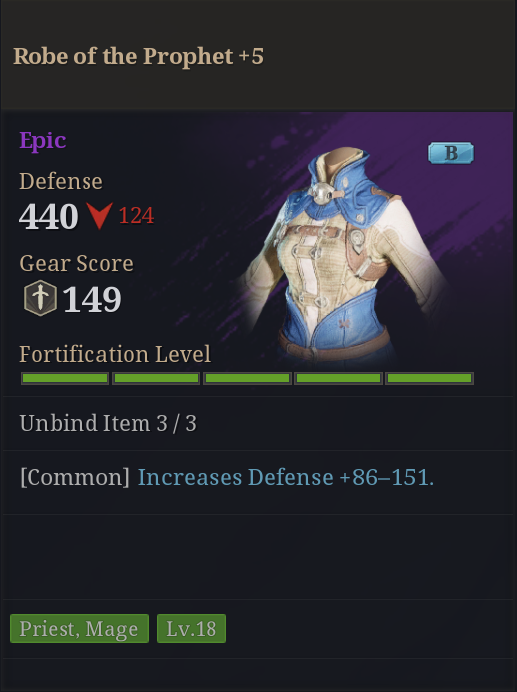 Robe of the Prophet +5
Epic
B
Defense
440 124
Gear Score
149
Fortification Level
Unbind Item 3 / 3
[Common] Increases Defense +86–151.
Priest, Mage Lv.18